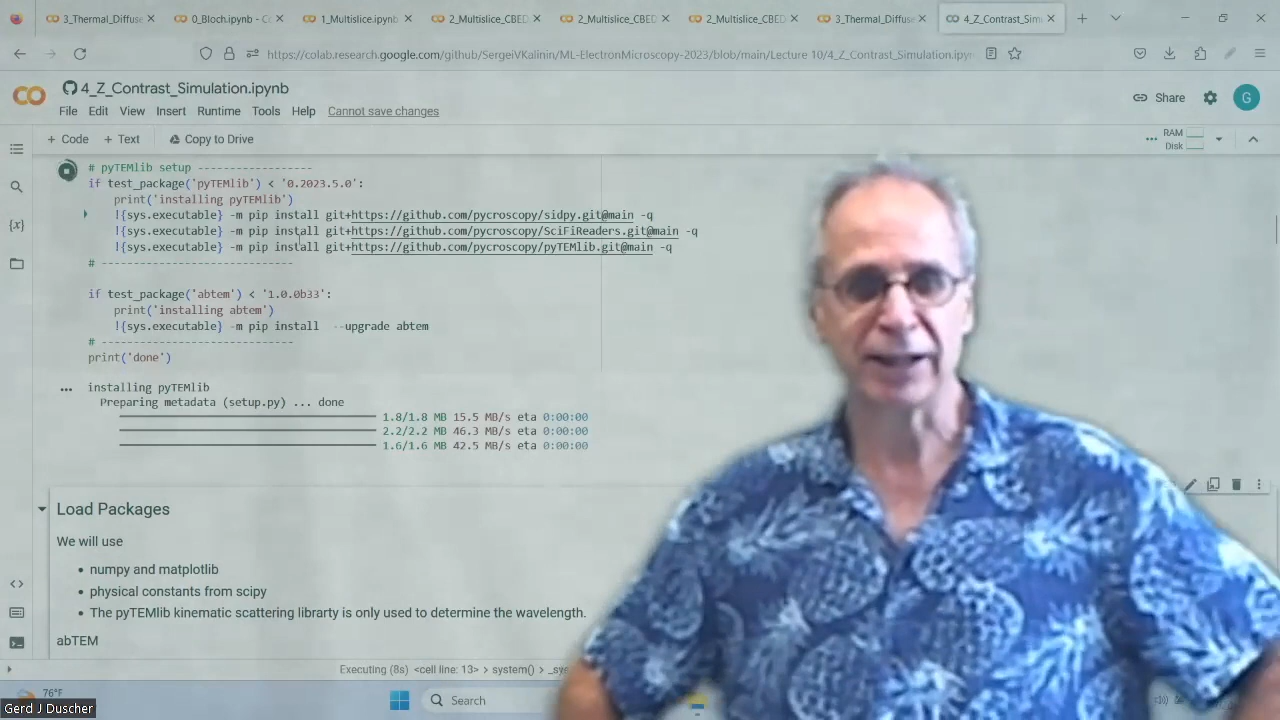 3_Thermal_Diffuse
0_Bloch.ipynb - C
1_Multislice.ipynb
2_Multislice_CBED
2_Multislice_CBED
2_Multislice_CBED
3_Thermal_Diffuse
4_Z_Contrast_Sim
https://colab.research.google.com/github/SergeiVKalinin/ML-ElectronMicroscopy-2023/blob/main/Lecture 10/4_Z_Contrast_Simulation.ipyn
4_Z_Contrast_Simulation.ipynb
File Edit View Insert Runtime Tools Help Cannot save changes
Share
G
+ Code + Text Copy to Drive
RAM
Disk
# pyTEMlib setup ------------------
if test_package('pyTEMlib') < '0.2023.5.0':
print('installing pyTEMlib')
!{sys.executable} -m pip install git+https://github.com/pycroscopy/sidpy.git@main -q
!{sys.executable} -m pip install git+https://github.com/pycroscopy/SciFiReaders.git@main -q
!{sys.executable} -m pip install git+https://github.com/pycroscopy/pyTEMlib.git@main -q
# ------------------------------
if test_package('abtem') < '1.0.0b33':
print('installing abtem')
!{sys.executable} -m pip install --upgrade abtem
# ------------------------------
print('done')
... installing pyTEMlib
Preparing metadata (setup.py) ... done
1.8/1.8 MB 15.5 MB/s eta 0:00:00
2.2/2.2 MB 46.3 MB/s eta 0:00:00
1.6/1.6 MB 42.5 MB/s eta 0:00:00
Load Packages
We will use
• numpy and matplotlib
• physical constants from scipy
• The pyTEMlib kinematic scattering librarty is only used to determine the wavelength.
abTEM
Executing (8s) <cell line: 13> > system() >
76°F
Search
Gerd J Duscher